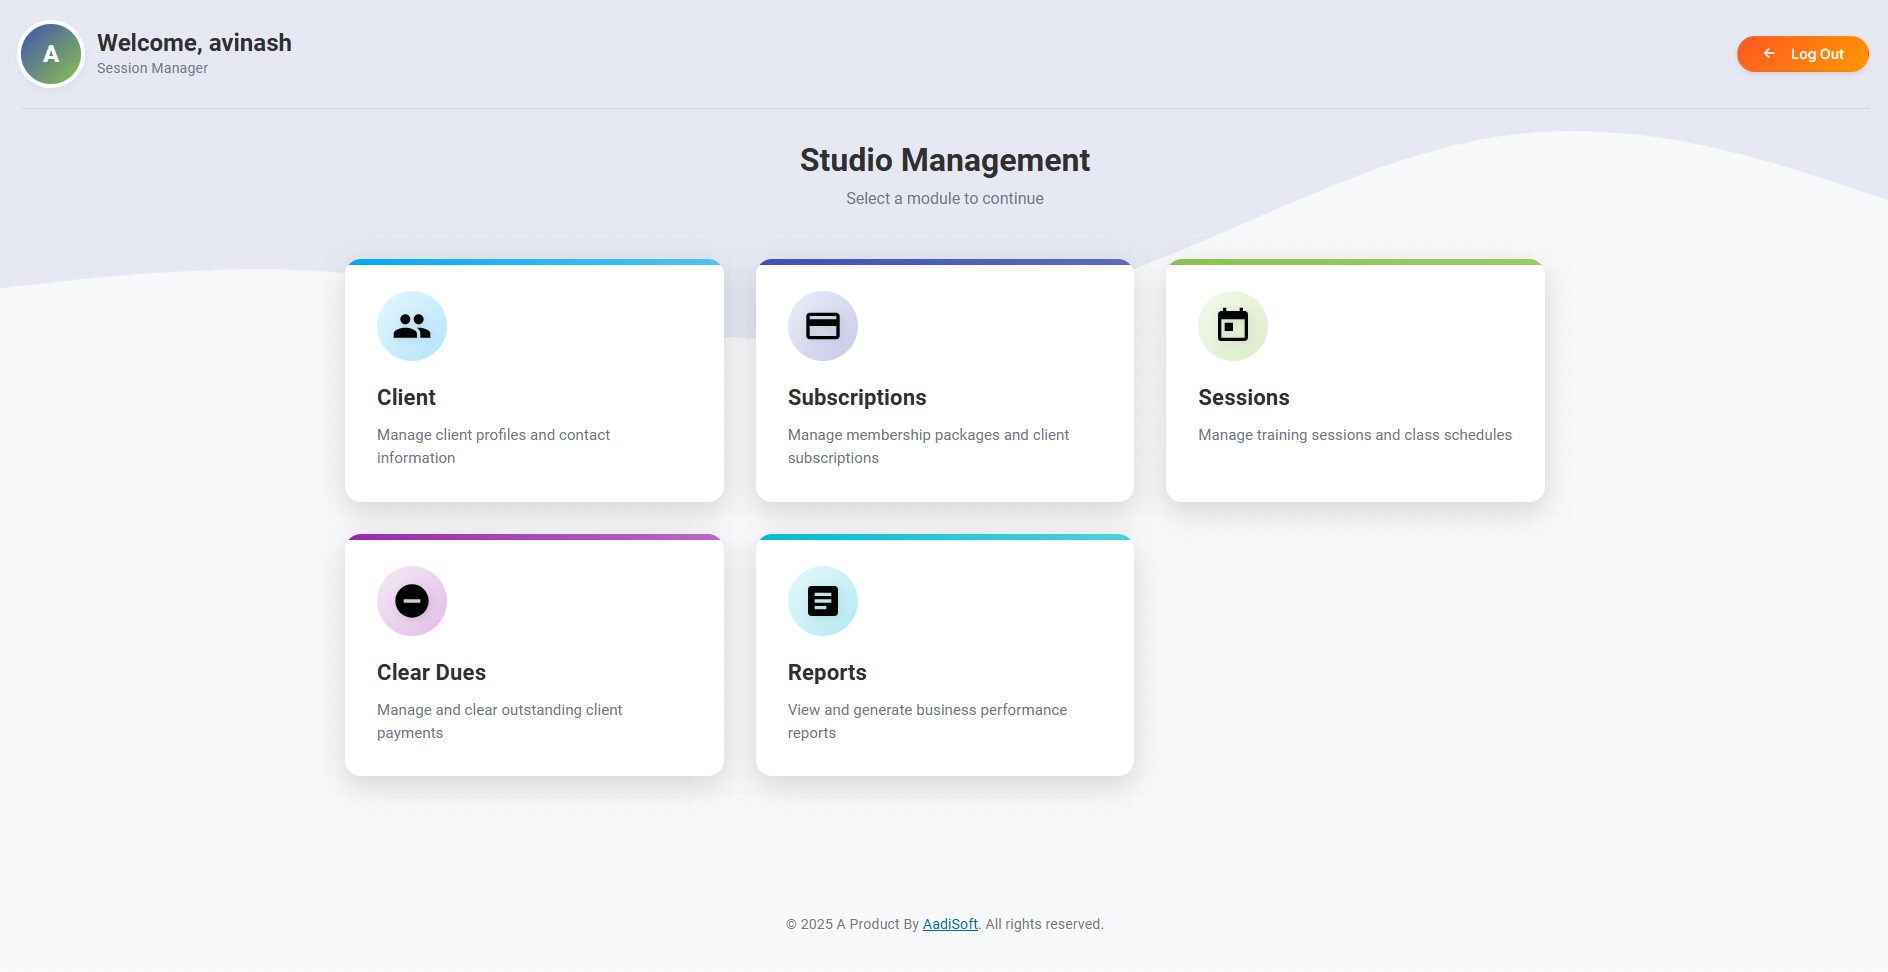 A
Welcome, avinash
Session Manager
Log Out
Studio Management
Select a module to continue
Client
Manage client profiles and contact
information
Subscriptions
Manage membership packages and client
subscriptions
Sessions
Manage training sessions and class schedules
Clear Dues
Manage and clear outstanding client
payments
Reports
View and generate business performance
reports
© 2025 A Product By AadiSoft. All rights reserved.